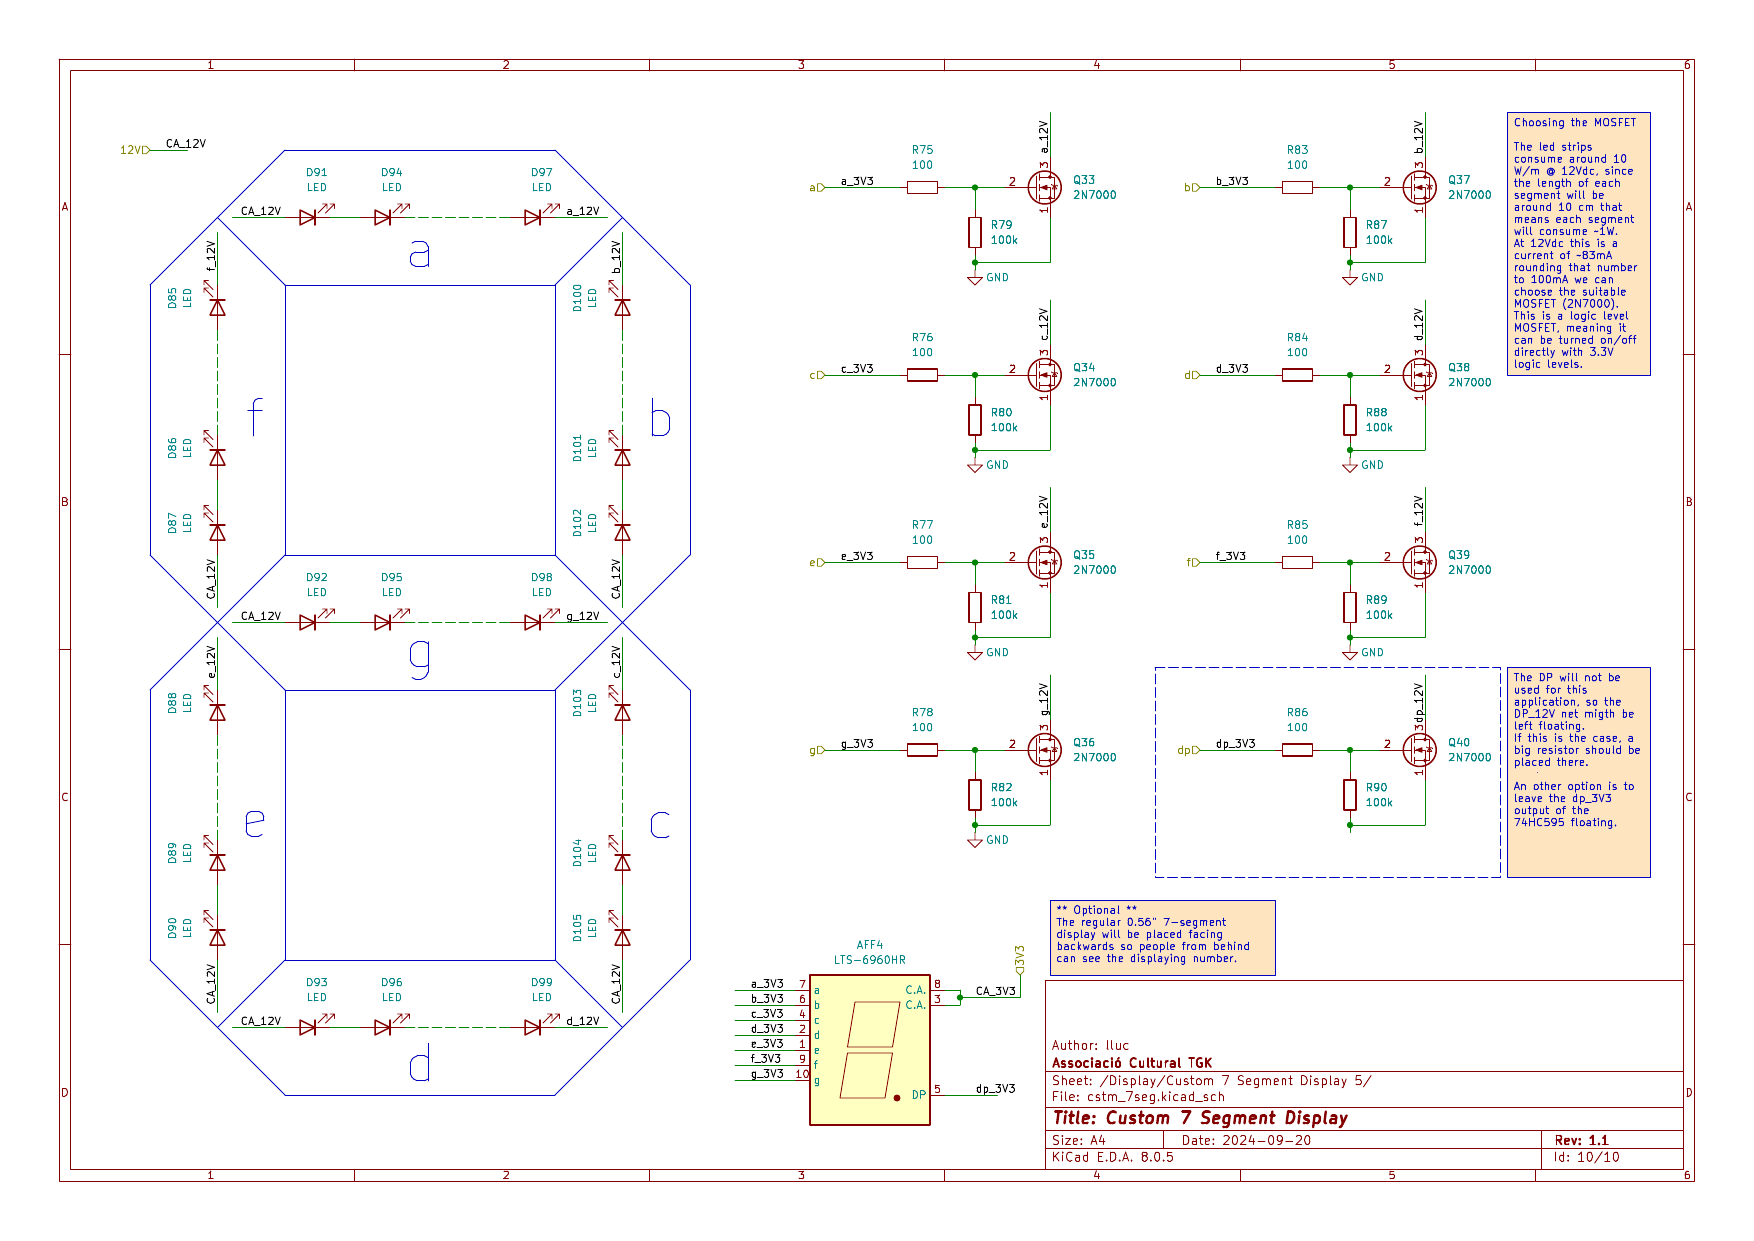 1 2 3 4 5 6
A
B
C
D
A
B
C
D
12V
CA_12V
D91
LED
D94
LED
D97
LED
CA_12V
a_12V
a
f_12V
D85
LED
D86
LED
D87
LED
CA_12V
f
b_12V
D100
LED
D101
LED
D102
LED
CA_12V
b
D92
LED
D95
LED
D98
LED
CA_12V
g_12V
g
e_12V
D88
LED
D89
LED
D90
LED
CA_12V
e
c_12V
D103
LED
D104
LED
D105
LED
CA_12V
c
D93
LED
D96
LED
D99
LED
CA_12V
d_12V
d
a
a_3V3
R75
100
R79
100k
GND
a_12V
2
3
1
Q33
2N7000
b
b_3V3
R83
100
R87
100k
GND
b_12V
2
3
1
Q37
2N7000
c
c_3V3
R76
100
R80
100k
GND
c_12V
2
3
1
Q34
2N7000
d
d_3V3
R84
100
R88
100k
GND
d_12V
2
3
1
Q38
2N7000
e
e_3V3
R77
100
R81
100k
GND
e_12V
2
3
1
Q35
2N7000
f
f_3V3
R85
100
R89
100k
GND
f_12V
2
3
1
Q39
2N7000
g
g_3V3
R78
100
R82
100k
GND
g_12V
2
3
1
Q36
2N7000
dp
dp_3V3
R86
100
R90
100k
dp_12V
2
3
1
Q40
2N7000
Choosing the MOSFET
The led strips
consume around 10
W/m @ 12Vdc, since
the length of each
segment will be
around 10 cm that
means each segment
will consume ~1W.
At 12Vdc this is a
current of ~83mA
rounding that number
to 100mA we can
choose the suitable
MOSFET (2N7000).
This is a logic level
MOSFET, meaning it
can be turned on/off
directly with 3.3V
logic levels.
The DP will not be
used for this
application, so the
DP_12V net migth be
left floating.
If this is the case, a
big resistor should be
placed there.
An other option is to
leave the dp_3V3
output of the
74HC595 floating.
** Optional **
The regular 0.56" 7-segment
display will be placed facing
backwards so people from behind
can see the displaying number.
AFF4
LTS-6960HR
a_3V3 7 a
b_3V3 6 b
c_3V3 4 c
d_3V3 2 d
e_3V3 1 e
f_3V3 9 f
g_3V3 10 g
C.A. 8
C.A. 3
CA_3V3
3V3
DP 5 dp_3V3
Author: lluc
Associació Cultural TGK
Sheet: /Display/Custom 7 Segment Display 5/
File: cstm_7seg.kicad_sch
Title: Custom 7 Segment Display
Size: A4 Date: 2024-09-20 Rev: 1.1
KiCad E.D.A. 8.0.5 Id: 10/10
1 2 3 4 5 6